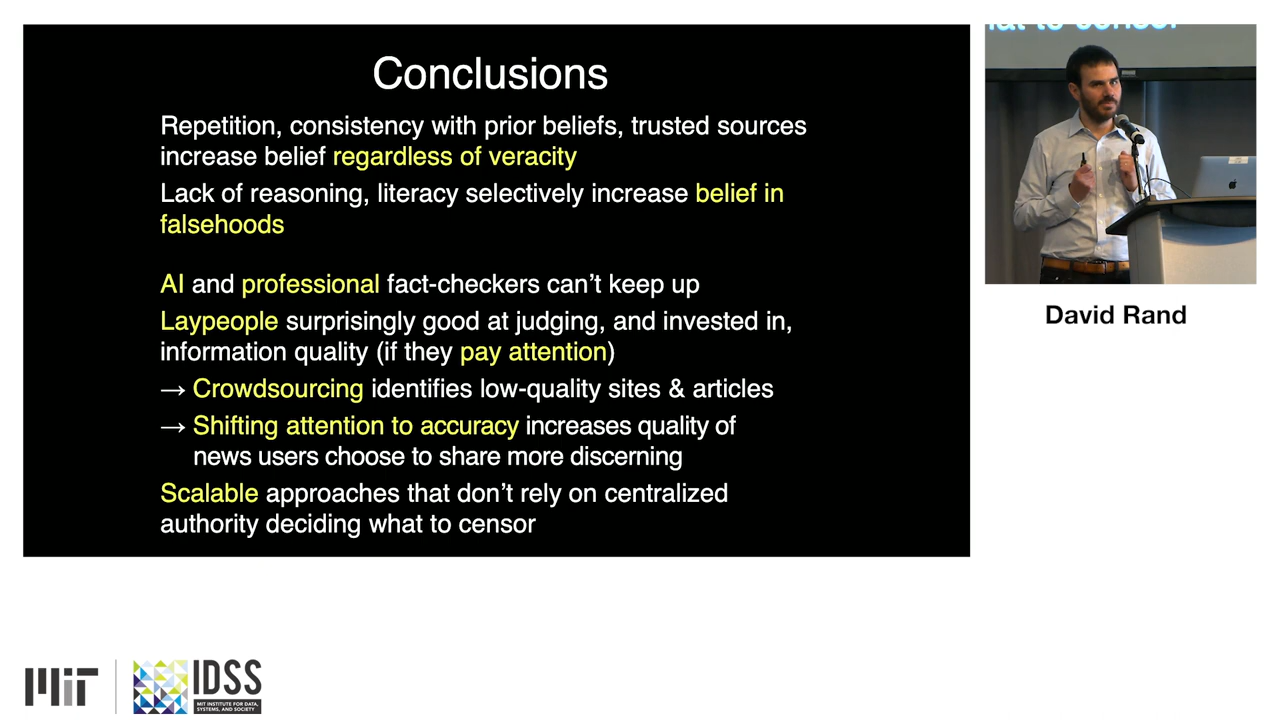 Conclusions
Repetition, consistency with prior beliefs, trusted sources
increase belief regardless of veracity
Lack of reasoning, literacy selectively increase belief in
falsehoods
AI and professional fact-checkers can't keep up
Laypeople surprisingly good at judging, and invested in,
information quality (if they pay attention)
→ Crowdsourcing identifies low-quality sites & articles
→ Shifting attention to accuracy increases quality of
news users choose to share more discerning
Scalable approaches that don't rely on centralized
authority deciding what to censor
what to censor
David Rand
MIT
IDSS
MIT INSTITUTE FOR DATA,
SYSTEMS, AND SOCIETY